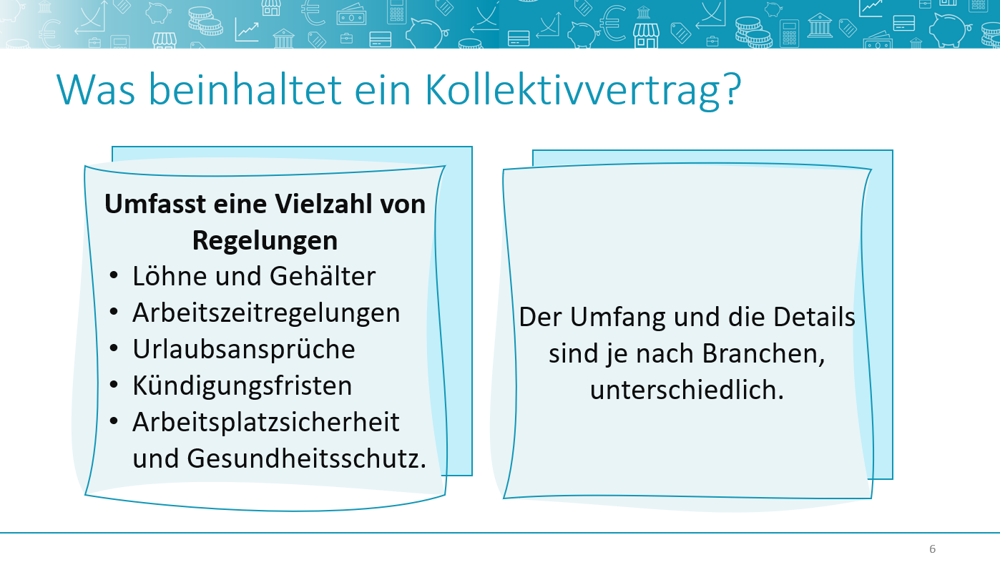 Was beinhaltet ein Kollektivvertrag?
Umfasst eine Vielzahl von
Regelungen
• Löhne und Gehälter
• Arbeitszeitregelungen
• Urlaubsansprüche
• Kündigungsfristen
• Arbeitsplatzsicherheit
und Gesundheitsschutz.
Der Umfang und die Details
sind je nach Branchen,
unterschiedlich.
6